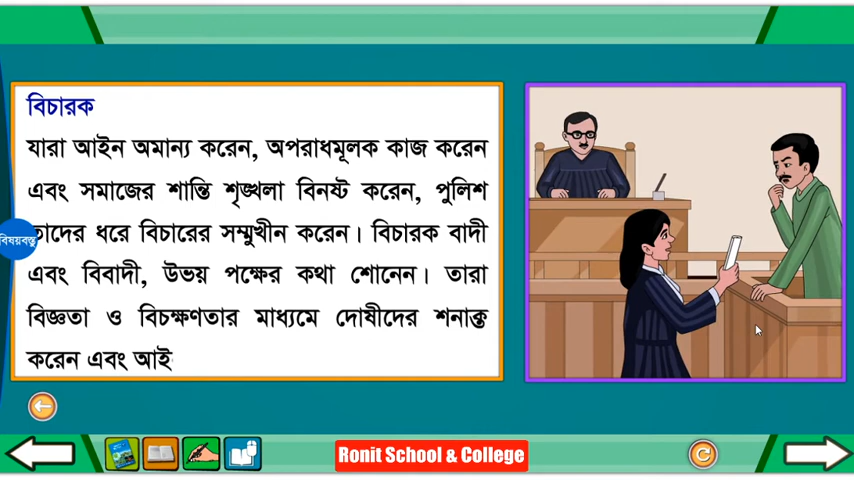 বিচারক
যারা আইন অমান্য করেন, অপরাধমূলক কাজ করেন
এবং সমাজের শান্তি শৃঙ্খলা বিনষ্ট করেন, পুলিশ
তাদের ধরে বিচারের সম্মুখীন করেন। বিচারক বাদী
এবং বিবাদী, উভয় পক্ষের কথা শোনেন। তারা
বিজ্ঞতা ও বিচক্ষণতার মাধ্যমে দোষীদের শনাক্ত
করেন এবং আই
বিষয়বস্তু
Ronit School & College